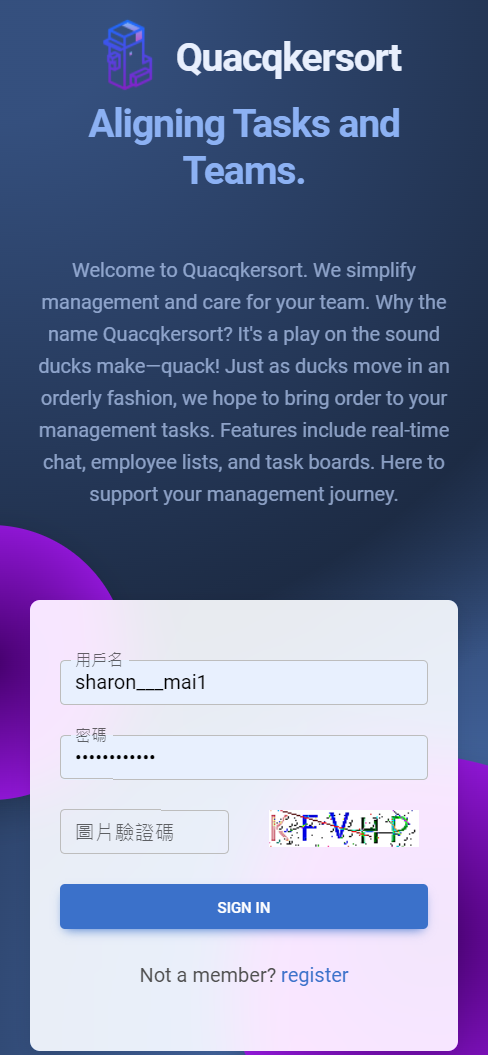 Quacqkersort
Aligning Tasks and
Teams.
Welcome to Quacqkersort. We simplify
management and care for your team. Why the
name Quacqkersort? It's a play on the sound
ducks make—quack! Just as ducks move in an
orderly fashion, we hope to bring order to your
management tasks. Features include real-time
chat, employee lists, and task boards. Here to
support your management journey.
用戶名
sharon___mai1
密碼
••••••••••••
圖片驗證碼
KFVHP
SIGN IN
Not a member? register